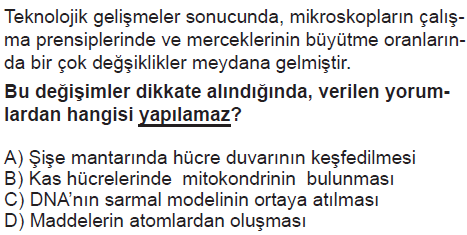 Teknolojik gelişmeler sonucunda, mikroskopların çalış-
ma prensiplerinde ve merceklerinin büyütme oranların-
da bir çok değşiklikler meydana gelmiştir.
Bu değişimler dikkate alındığında, verilen yorum-
lardan hangisi yapılamaz?
A) Şişe mantarında hücre duvarının keşfedilmesi
B) Kas hücrelerinde mitokondrinin bulunması
C) DNA'nın sarmal modelinin ortaya atılması
D) Maddelerin atomlardan oluşması